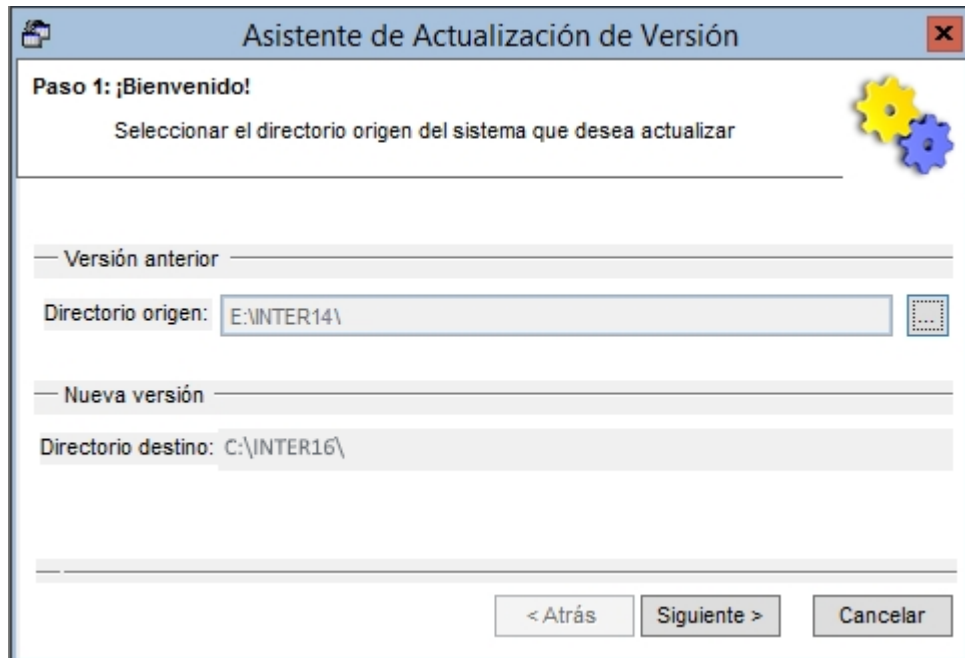 Asistente de Actualización de Versión
Paso 1: ¡Bienvenido!
Seleccionar el directorio origen del sistema que desea actualizar
Versión anterior
Directorio origen: E:\INTER14\ ...
Nueva versión
Directorio destino: C:\INTER16\
< Atrás Siguiente > Cancelar